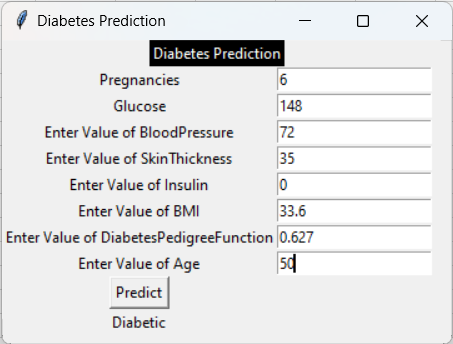 Diabetes Prediction
Diabetes Prediction
Pregnancies 6
Glucose 148
Enter Value of BloodPressure 72
Enter Value of SkinThickness 35
Enter Value of Insulin 0
Enter Value of BMI 33.6
Enter Value of DiabetesPedigreeFunction 0.627
Enter Value of Age 50
Predict
Diabetic